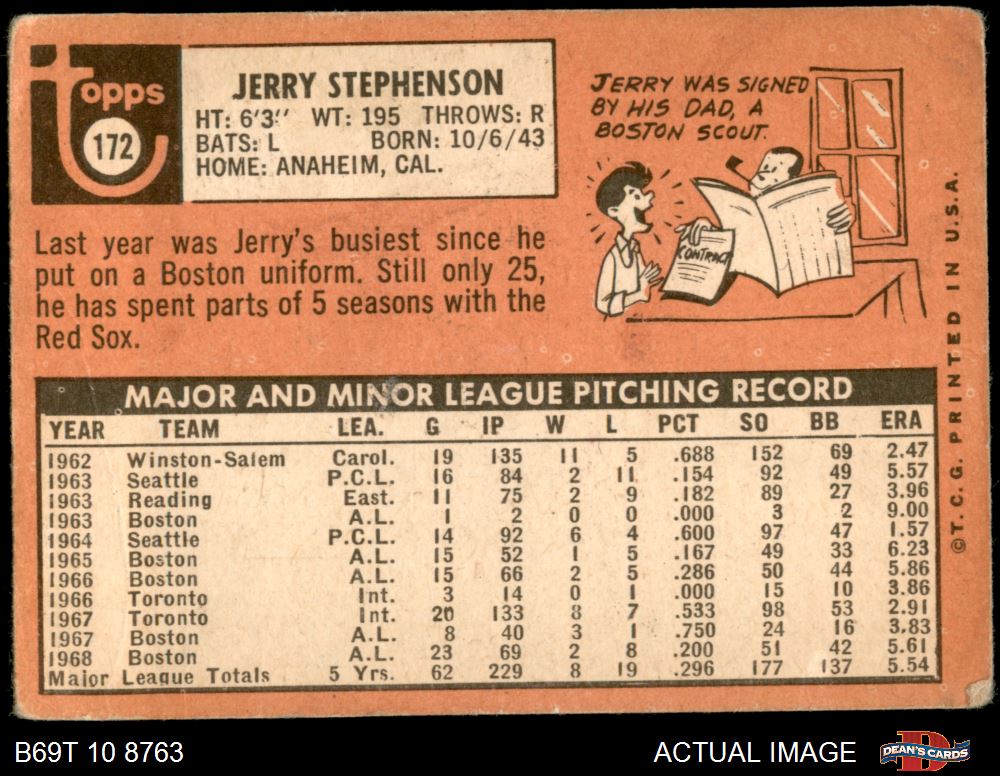 topps
172
JERRY STEPHENSON
HT: 6'3" WT: 195 THROWS: R
BATS: L BORN: 10/6/43
HOME: ANAHEIM, CAL.
JERRY WAS SIGNED
BY HIS DAD, A
BOSTON SCOUT.
CONTRACT
Last year was Jerry's busiest since he
put on a Boston uniform. Still only 25,
he has spent parts of 5 seasons with the
Red Sox.
MAJOR AND MINOR LEAGUE PITCHING RECORD
YEAR TEAM LEA. G IP W L PCT SO BB ERA
1962 Winston-Salem Carol. 19 135 11 5 .688 152 69 2.47
1963 Seattle P.C.L. 16 84 2 11 .154 92 49 5.57
1963 Reading East. 11 75 2 9 .182 89 27 3.96
1963 Boston A.L. 1 2 0 0 .000 3 2 9.00
1964 Seattle P.C.L. 14 92 6 4 .600 97 47 1.57
1965 Boston A.L. 15 52 1 5 .167 49 33 6.23
1966 Boston A.L. 15 66 2 5 .286 50 44 5.86
1966 Toronto Int. 3 14 0 1 .000 15 10 3.86
1967 Toronto Int. 20 133 8 7 .533 98 53 2.91
1967 Boston A.L. 8 40 3 1 .750 24 16 3.83
1968 Boston A.L. 23 69 2 8 .200 51 42 5.61
Major League Totals 5 Yrs. 62 229 8 19 .296 177 137 5.54
©T. C. G. PRINTED IN U.S.A.
B69T 10 8763
ACTUAL IMAGE
D
DEAN'S CARDS